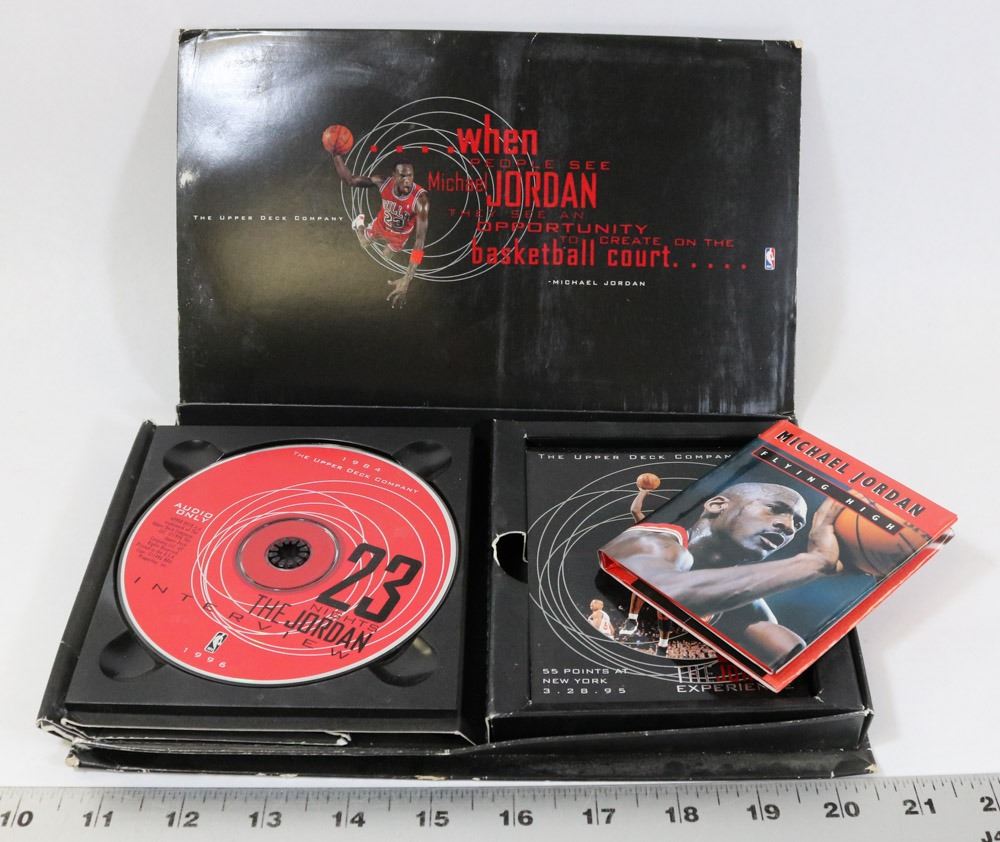 . . . . .when
PEOPLE SEE
Michael JORDAN
THEY SEE AN
OPPORTUNITY
TO CREATE ON THE
basketball court. . . . .
-MICHAEL JORDAN
THE UPPER DECK COMPANY
BULLS
23
1984
THE UPPER DECK COMPANY
AUDIO
ONLY
23
NIGHTS
THE JORDAN
INTERVIEW
1996
THE UPPER DECK COMPANY
55 POINTS AT
NEW YORK
3.28.95
EXPERIENCE
MICHAEL JORDAN
FLYING HIGH
10 11 12 13 14 15 16 17 18 19 20 21